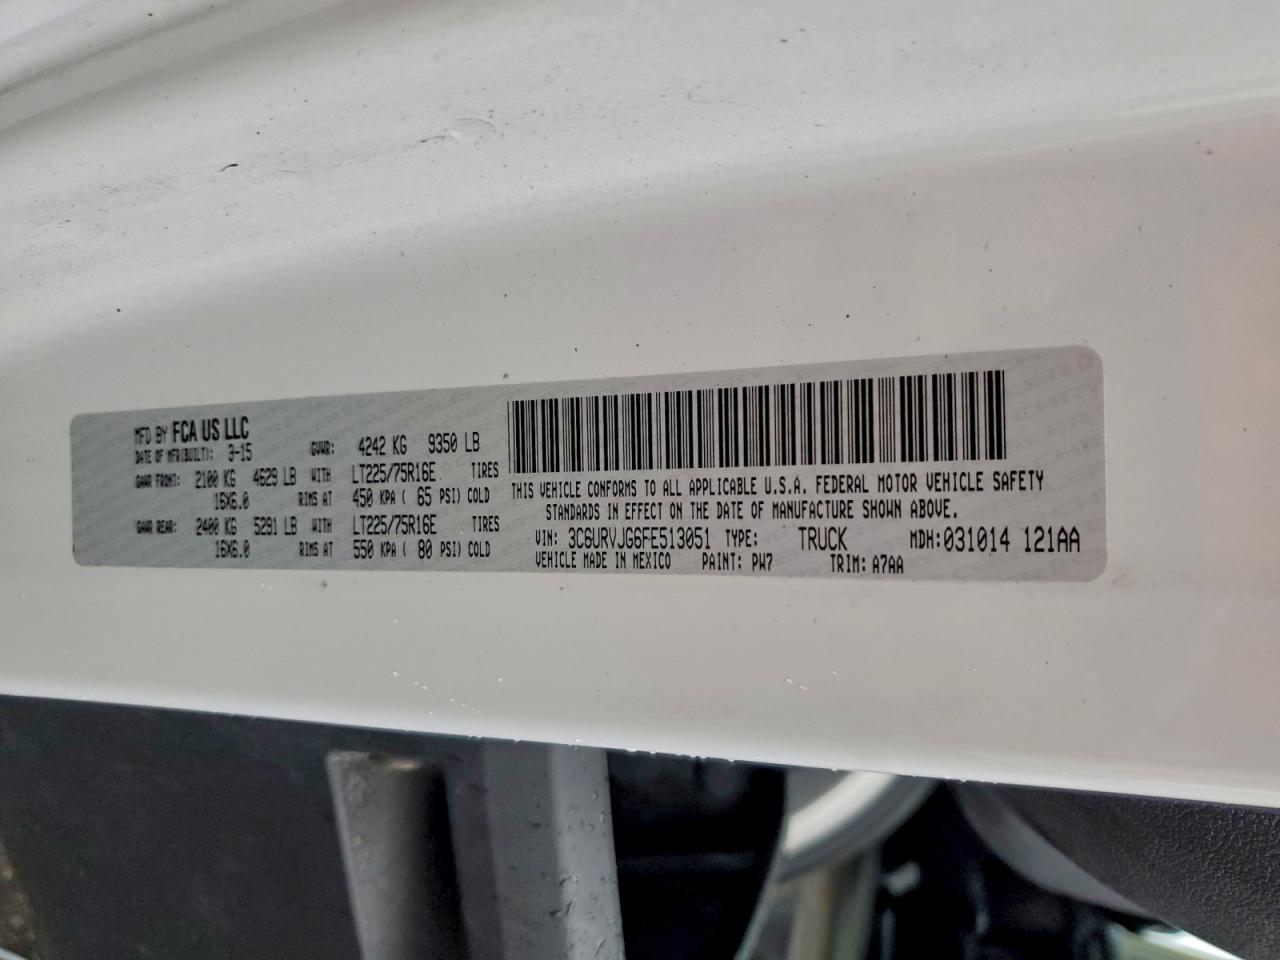 MFD BY FCA US LLC
DATE OF MFR(BUILT): 3-15 GVWR: 4242 KG 9350 LB
GAWR FRONT: 2100 KG 4629 LB WITH LT225/75R16E TIRES
16X6.0 RIMS AT 450 KPA ( 65 PSI) COLD
GAWR REAR: 2400 KG 5291 LB WITH LT225/75R16E TIRES
16X6.0 RIMS AT 550 KPA ( 80 PSI) COLD
THIS VEHICLE CONFORMS TO ALL APPLICABLE U.S.A. FEDERAL MOTOR VEHICLE SAFETY
STANDARDS IN EFFECT ON THE DATE OF MANUFACTURE SHOWN ABOVE.
VIN: 3C6URVJG6FE513051 TYPE: TRUCK MDH:031014 121AA
VEHICLE MADE IN MEXICO PAINT: PW7 TRIM: A7AA